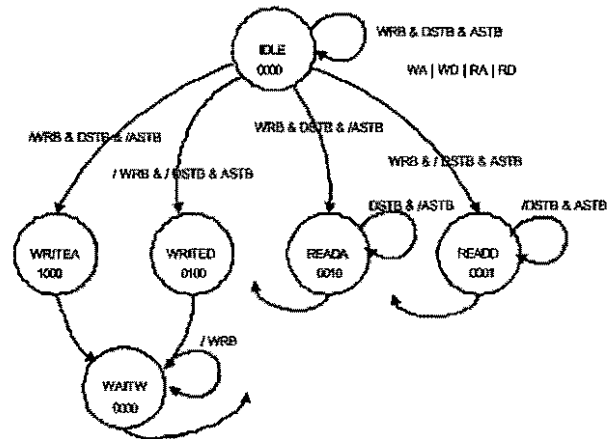 IDLE
0000
WRB & DSTB & ASTB
WA | WD | RA | RD
/WRB & DSTB & /ASTB
/ WRB & / DSTB & ASTB
WRB & DSTB & /ASTB
WRB & / DSTB & ASTB
DSTB & /ASTB
/DSTB & ASTB
WRITEA
1000
WRITED
0100
READA
0010
READD
0001
/ WRB
WAITW
0000